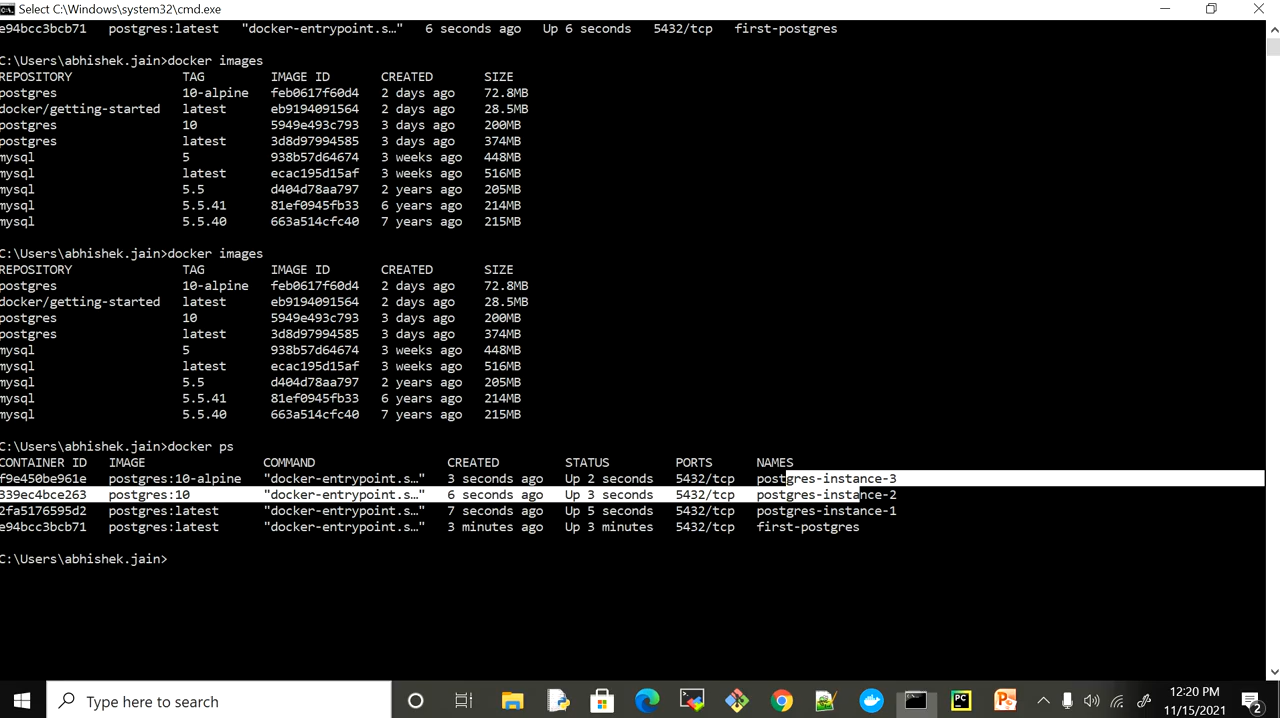 Select C:\Windows\system32\cmd.exe
e94bcc3bcb71 postgres:latest "docker-entrypoint.s…" 6 seconds ago Up 6 seconds 5432/tcp first-postgres
C:\Users\abhishek.jain>docker images
REPOSITORY TAG IMAGE ID CREATED SIZE
postgres 10-alpine feb0617f60d4 2 days ago 72.8MB
docker/getting-started latest eb9194091564 2 days ago 28.5MB
postgres 10 5949e493c793 3 days ago 200MB
postgres latest 3d8d97994585 3 days ago 374MB
mysql 5 938b57d64674 3 weeks ago 448MB
mysql latest ecac195d15af 3 weeks ago 516MB
mysql 5.5 d404d78aa797 2 years ago 205MB
mysql 5.5.41 81ef0945fb33 6 years ago 214MB
mysql 5.5.40 663a514cfc40 7 years ago 215MB
C:\Users\abhishek.jain>docker images
REPOSITORY TAG IMAGE ID CREATED SIZE
postgres 10-alpine feb0617f60d4 2 days ago 72.8MB
docker/getting-started latest eb9194091564 2 days ago 28.5MB
postgres 10 5949e493c793 3 days ago 200MB
postgres latest 3d8d97994585 3 days ago 374MB
mysql 5 938b57d64674 3 weeks ago 448MB
mysql latest ecac195d15af 3 weeks ago 516MB
mysql 5.5 d404d78aa797 2 years ago 205MB
mysql 5.5.41 81ef0945fb33 6 years ago 214MB
mysql 5.5.40 663a514cfc40 7 years ago 215MB
C:\Users\abhishek.jain>docker ps
CONTAINER ID IMAGE COMMAND CREATED STATUS PORTS NAMES
f9e450be961e postgres:10-alpine "docker-entrypoint.s…" 3 seconds ago Up 2 seconds 5432/tcp postgres-instance-3
339ec4bce263 postgres:10 "docker-entrypoint.s…" 6 seconds ago Up 3 seconds 5432/tcp postgres-instance-2
2fa5176595d2 postgres:latest "docker-entrypoint.s…" 7 seconds ago Up 5 seconds 5432/tcp postgres-instance-1
e94bcc3bcb71 postgres:latest "docker-entrypoint.s…" 3 minutes ago Up 3 minutes 5432/tcp first-postgres
C:\Users\abhishek.jain>
Type here to search
12:20 PM
11/15/2021
2